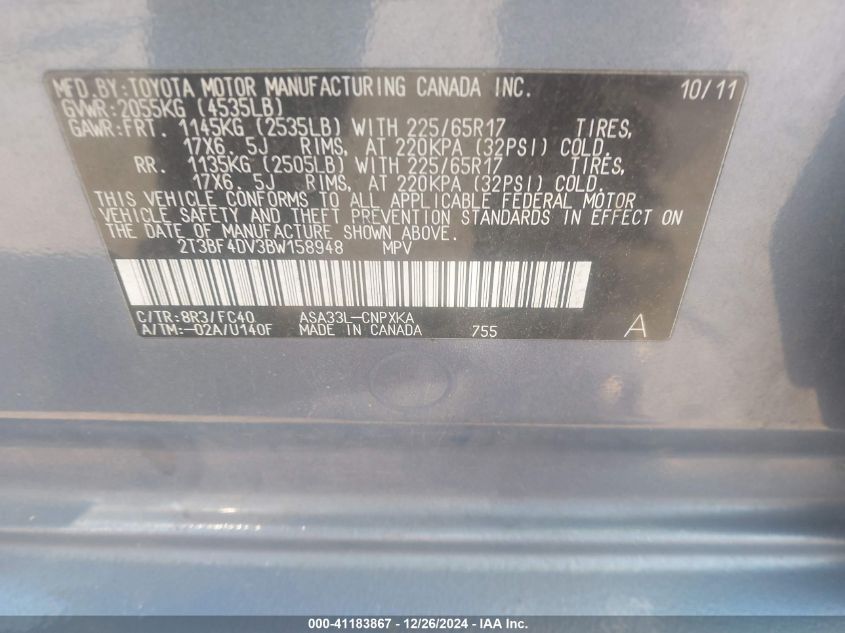 MFD.BY:TOYOTA MOTOR MANUFACTURING CANADA INC. 10/11
GVWR:2055KG (4535LB)
GAWR:FRT. 1145KG (2535LB) WITH 225/65R17 TIRES,
17X6.5J RIMS, AT 220KPA (32PSI) COLD.
RR. 1135KG (2505LB) WITH 225/65R17 TIRES,
17X6.5J RIMS, AT 220KPA (32PSI) COLD.
THIS VEHICLE CONFORMS TO ALL APPLICABLE FEDERAL MOTOR
VEHICLE SAFETY AND THEFT PREVENTION STANDARDS IN EFFECT ON
THE DATE OF MANUFACTURE SHOWN ABOVE.
2T3BF4DV3BW158948 MPV
C/TR:8R3/FC40 ASA33L-CNPXKA
A/TM:-02A/U140F MADE IN CANADA 755 A
000-41183867 - 12/26/2024 - IAA Inc.